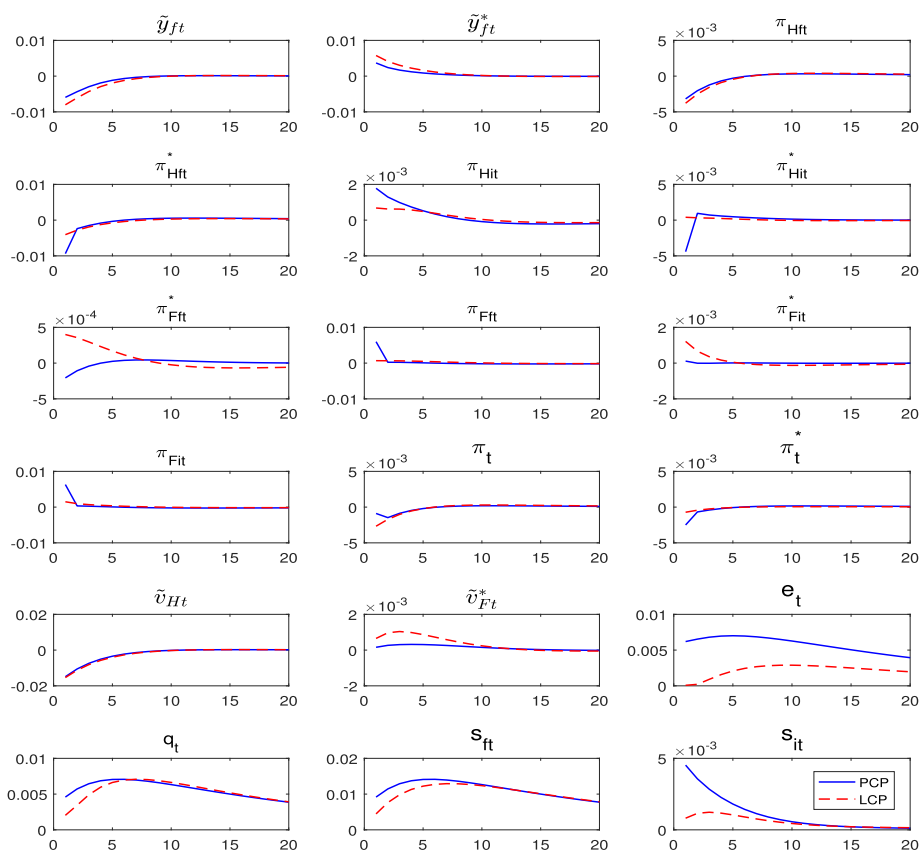 ỹ_ft ỹ*_ft π_Hft
×10⁻³
0.01 0.01 5
0 0 0
-0.01 -0.01 -5
0 5 10 15 20 0 5 10 15 20 0 5 10 15 20
π*_Hft π_Hit π*_Hit
×10⁻³ ×10⁻³
0.01 2 5
0 0 0
-0.01 -2 -5
0 5 10 15 20 0 5 10 15 20 0 5 10 15 20
π*_Fft π_Fft π*_Fit
×10⁻⁴ ×10⁻³
5 0.01 2
0 0 0
-5 -0.01 -2
0 5 10 15 20 0 5 10 15 20 0 5 10 15 20
π_Fit π_t π*_t
×10⁻³ ×10⁻³
0.01 5 5
0 0 0
-0.01 -5 -5
0 5 10 15 20 0 5 10 15 20 0 5 10 15 20
ṽ_Ht ṽ*_Ft e_t
×10⁻³
0.02 2 0.01
0 0 0.005
-0.02 -2 0
0 5 10 15 20 0 5 10 15 20 0 5 10 15 20
q_t s_ft s_it
×10⁻³
0.01 0.02 5
0.005 0.01 PCP
0 0 0 LCP
0 5 10 15 20 0 5 10 15 20 0 5 10 15 20